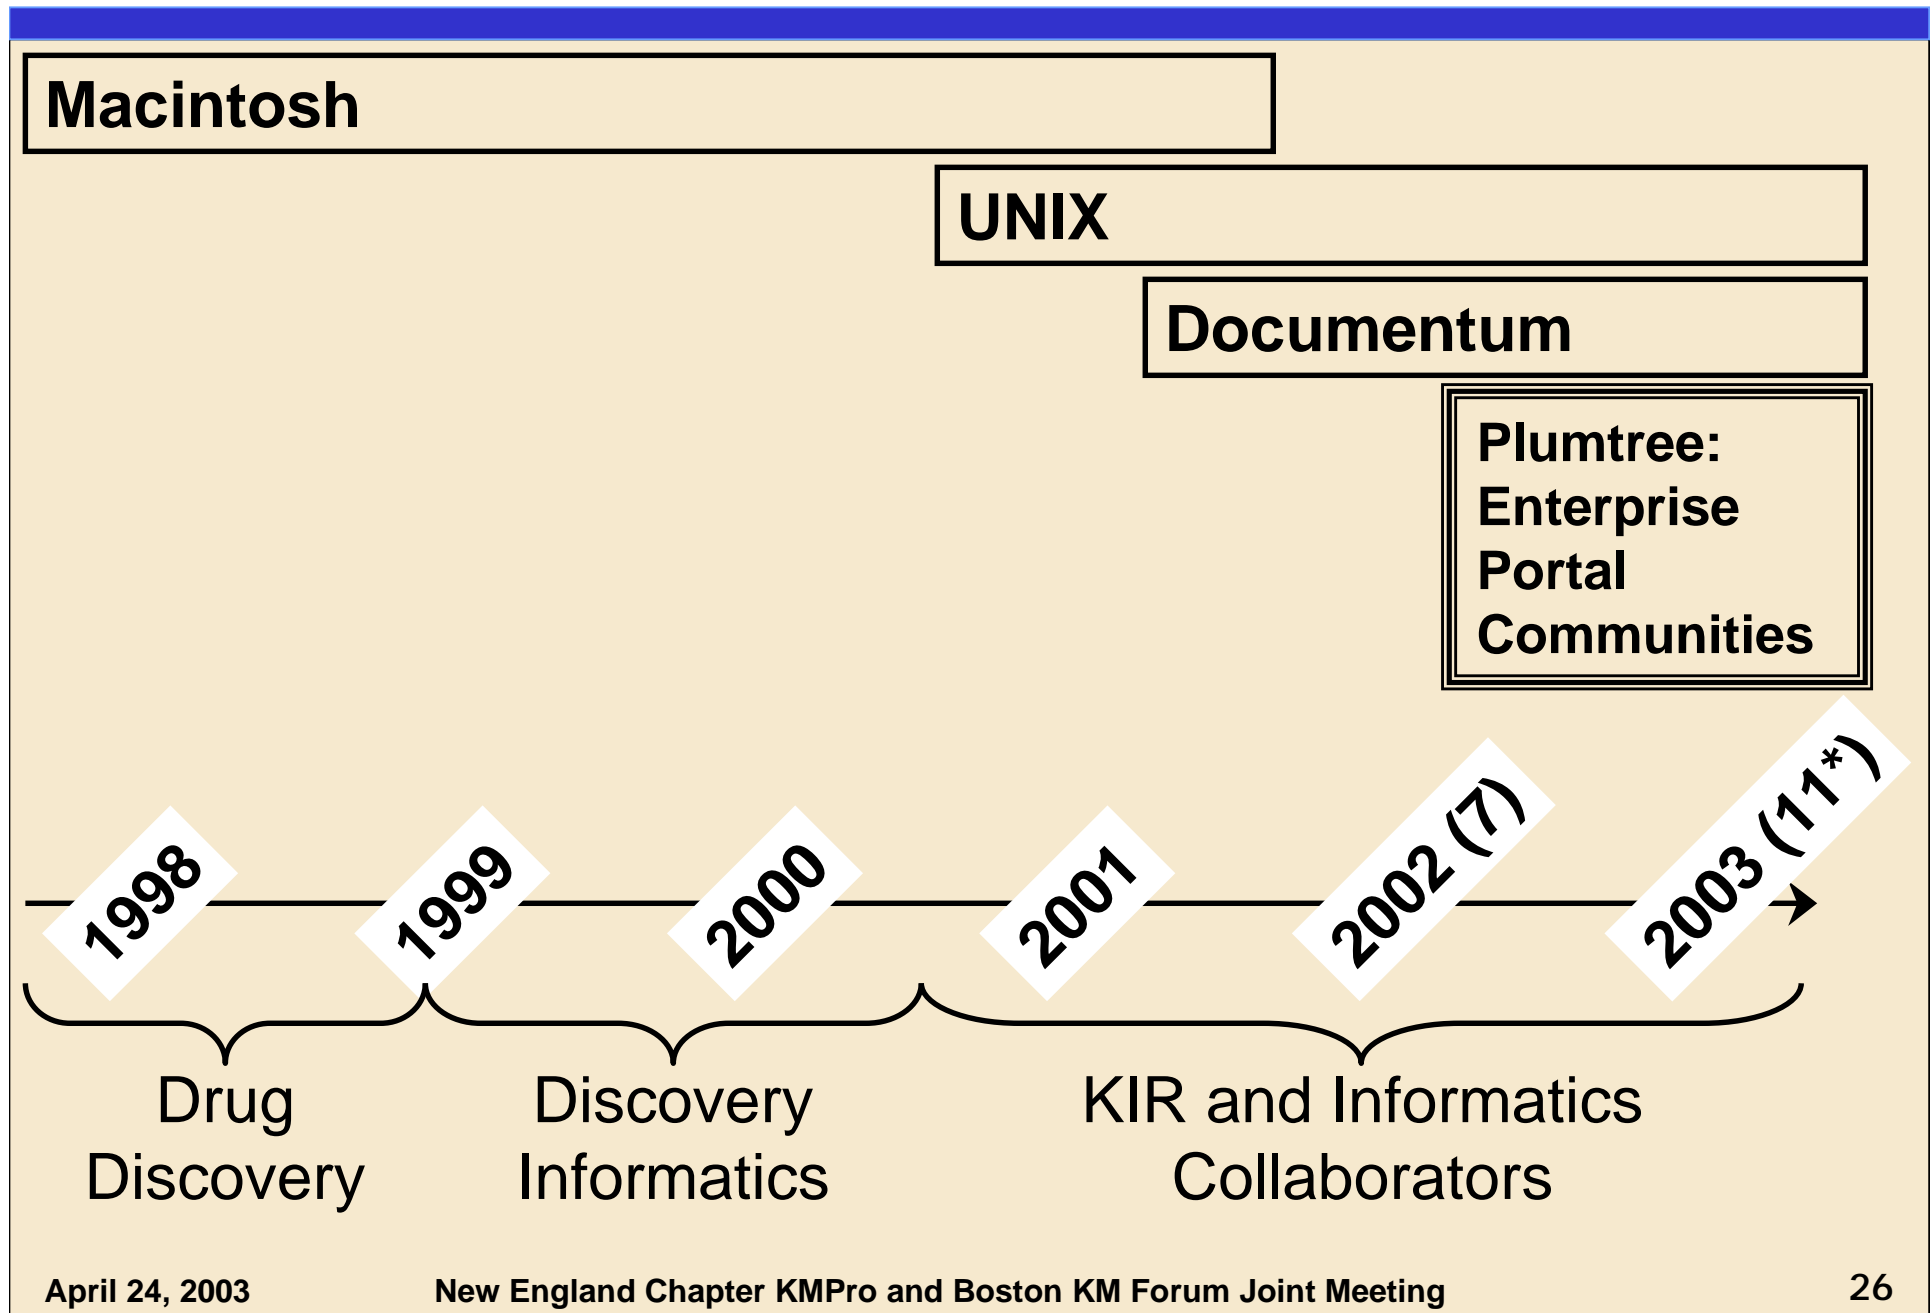 Macintosh
UNIX
Documentum
Plumtree:
Enterprise
Portal
Communities
1998
1999
2000
2001
2002 (7)
2003 (11*)
Drug
Discovery
Discovery
Informatics
KIR and Informatics
Collaborators
April 24, 2003
New England Chapter KMPro and Boston KM Forum Joint Meeting
26